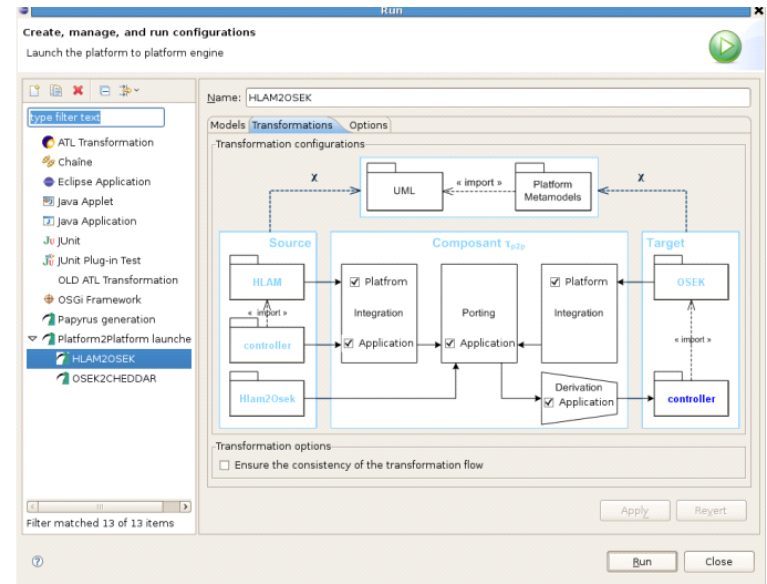 Run
Create, manage, and run configurations
Launch the platform to platform engine
type filter text
ATL Transformation
Chaîne
Eclipse Application
Java Applet
Java Application
JUnit
JUnit Plug-in Test
OLD ATL Transformation
OSGi Framework
Papyrus generation
Platform2Platform launche
HLAM2OSEK
OSEK2CHEDDAR
Filter matched 13 of 13 items
Name: HLAM2OSEK
Models Transformations Options
Transformation configurations
χ
UML
« import »
Platform
Metamodels
χ
Source
HLAM
« import »
controller
Hlam2Osek
Composant τp2p
Platfrom
Integration
Application
Porting
Application
Platform
Integration
Derivation
Application
Target
OSEK
« import »
controller
Transformation options
Ensure the consistency of the transformation flow
Apply Revert
Run Close